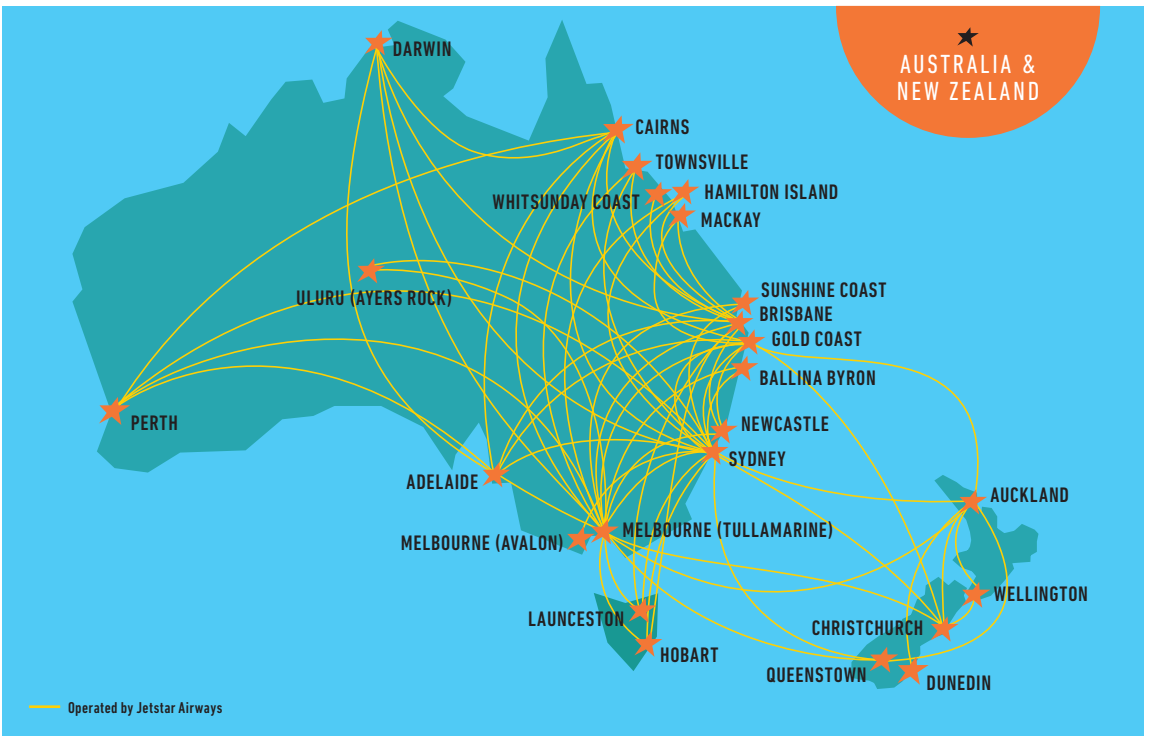 AUSTRALIA &
NEW ZEALAND
DARWIN
CAIRNS
TOWNSVILLE
WHITSUNDAY COAST
HAMILTON ISLAND
MACKAY
ULURU (AYERS ROCK)
SUNSHINE COAST
BRISBANE
GOLD COAST
BALLINA BYRON
PERTH
NEWCASTLE
SYDNEY
ADELAIDE
AUCKLAND
MELBOURNE (AVALON)
MELBOURNE (TULLAMARINE)
WELLINGTON
LAUNCESTON
CHRISTCHURCH
HOBART
QUEENSTOWN
DUNEDIN
Operated by Jetstar Airways